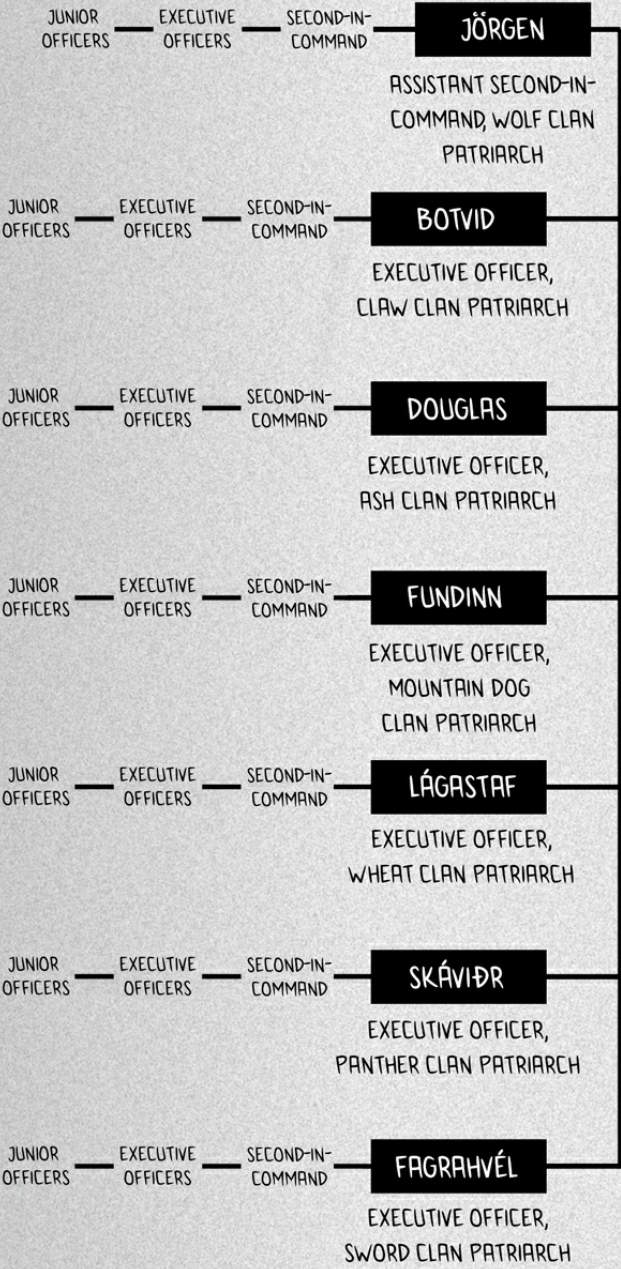 JUNIOR
OFFICERS
EXECUTIVE
OFFICERS
SECOND-IN-
COMMAND
JÖRGEN
ASSISTANT SECOND-IN-
COMMAND, WOLF CLAN
PATRIARCH
JUNIOR
OFFICERS
EXECUTIVE
OFFICERS
SECOND-IN-
COMMAND
BOTVID
EXECUTIVE OFFICER,
CLAW CLAN PATRIARCH
JUNIOR
OFFICERS
EXECUTIVE
OFFICERS
SECOND-IN-
COMMAND
DOUGLAS
EXECUTIVE OFFICER,
ASH CLAN PATRIARCH
JUNIOR
OFFICERS
EXECUTIVE
OFFICERS
SECOND-IN-
COMMAND
FUNDINN
EXECUTIVE OFFICER,
MOUNTAIN DOG
CLAN PATRIARCH
JUNIOR
OFFICERS
EXECUTIVE
OFFICERS
SECOND-IN-
COMMAND
LÁGASTAF
EXECUTIVE OFFICER,
WHEAT CLAN PATRIARCH
JUNIOR
OFFICERS
EXECUTIVE
OFFICERS
SECOND-IN-
COMMAND
SKÁVIÐR
EXECUTIVE OFFICER,
PANTHER CLAN PATRIARCH
JUNIOR
OFFICERS
EXECUTIVE
OFFICERS
SECOND-IN-
COMMAND
FAGRAHVÉL
EXECUTIVE OFFICER,
SWORD CLAN PATRIARCH